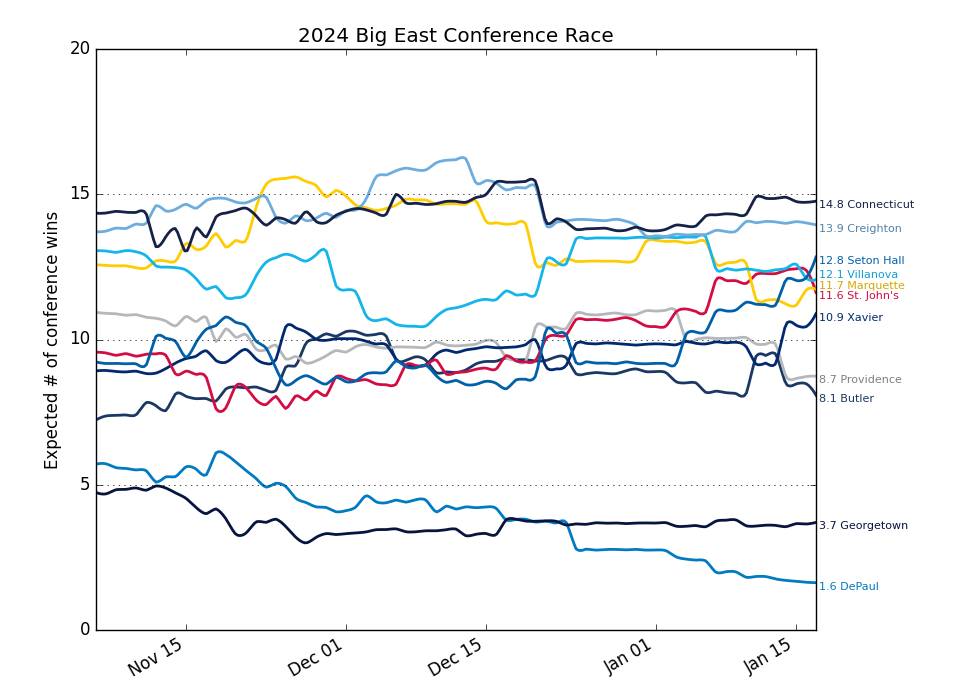 2024 Big East Conference Race
Expected # of conference wins
20
15
10
5
0
14.8 Connecticut
13.9 Creighton
12.8 Seton Hall
12.1 Villanova
11.7 Marquette
11.6 St. John's
10.9 Xavier
8.7 Providence
8.1 Butler
3.7 Georgetown
1.6 DePaul
Nov 15
Dec 01
Dec 15
Jan 01
Jan 15